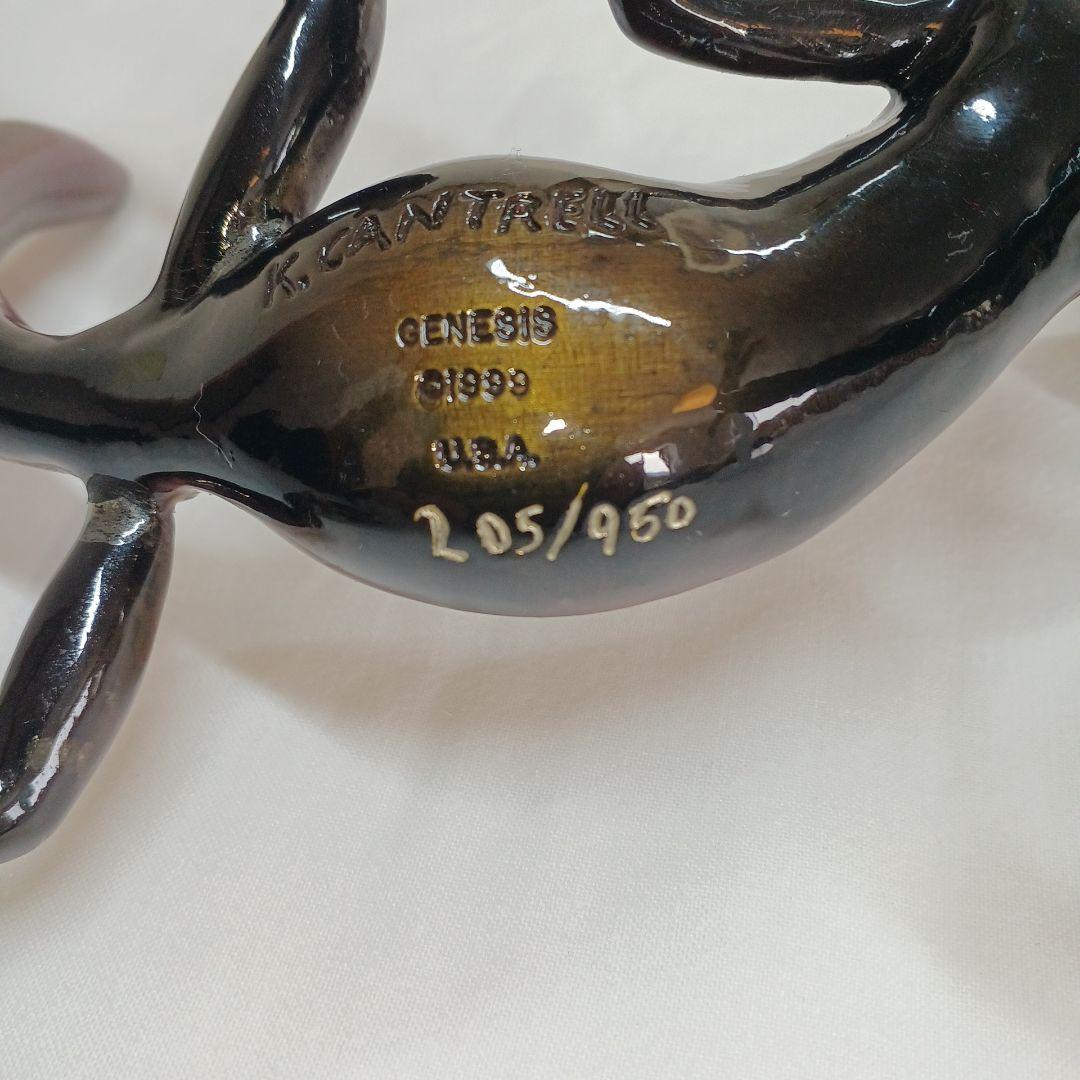 K. CANTRELL
GENESIS
©1999
U.S.A.
205/950